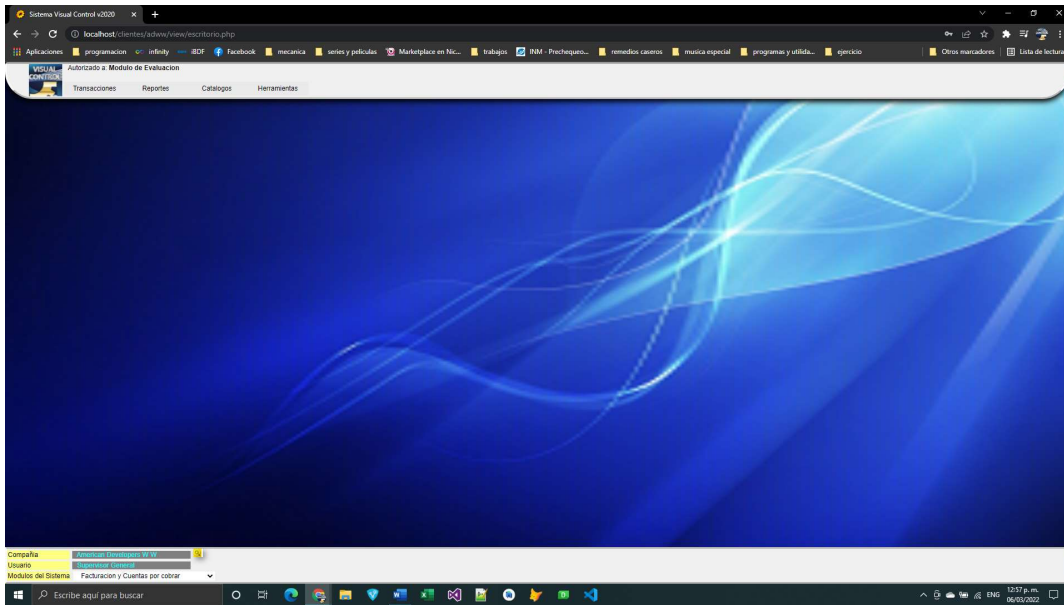 Sistema Visual Control v2020
localhost/clientes/adww/view/escritorio.php
Aplicaciones programacion infinity BDF Facebook mecanica series y peliculas Marketplace en Nic... trabajos INM - Prechequeo... remedios caseros musica especial programas y utilida... ejercicio Otros marcadores Lista de lectura
VISUAL CONTROL
Autorizado a: Modulo de Evaluacion
Transacciones Reportes Catalogos Herramientas
Compañia American Developers W W
Usuario Supervisor General
Modulos del Sistema Facturacion y Cuentas por cobrar
Escribe aquí para buscar
ENG
12:57 p. m.
06/03/2022